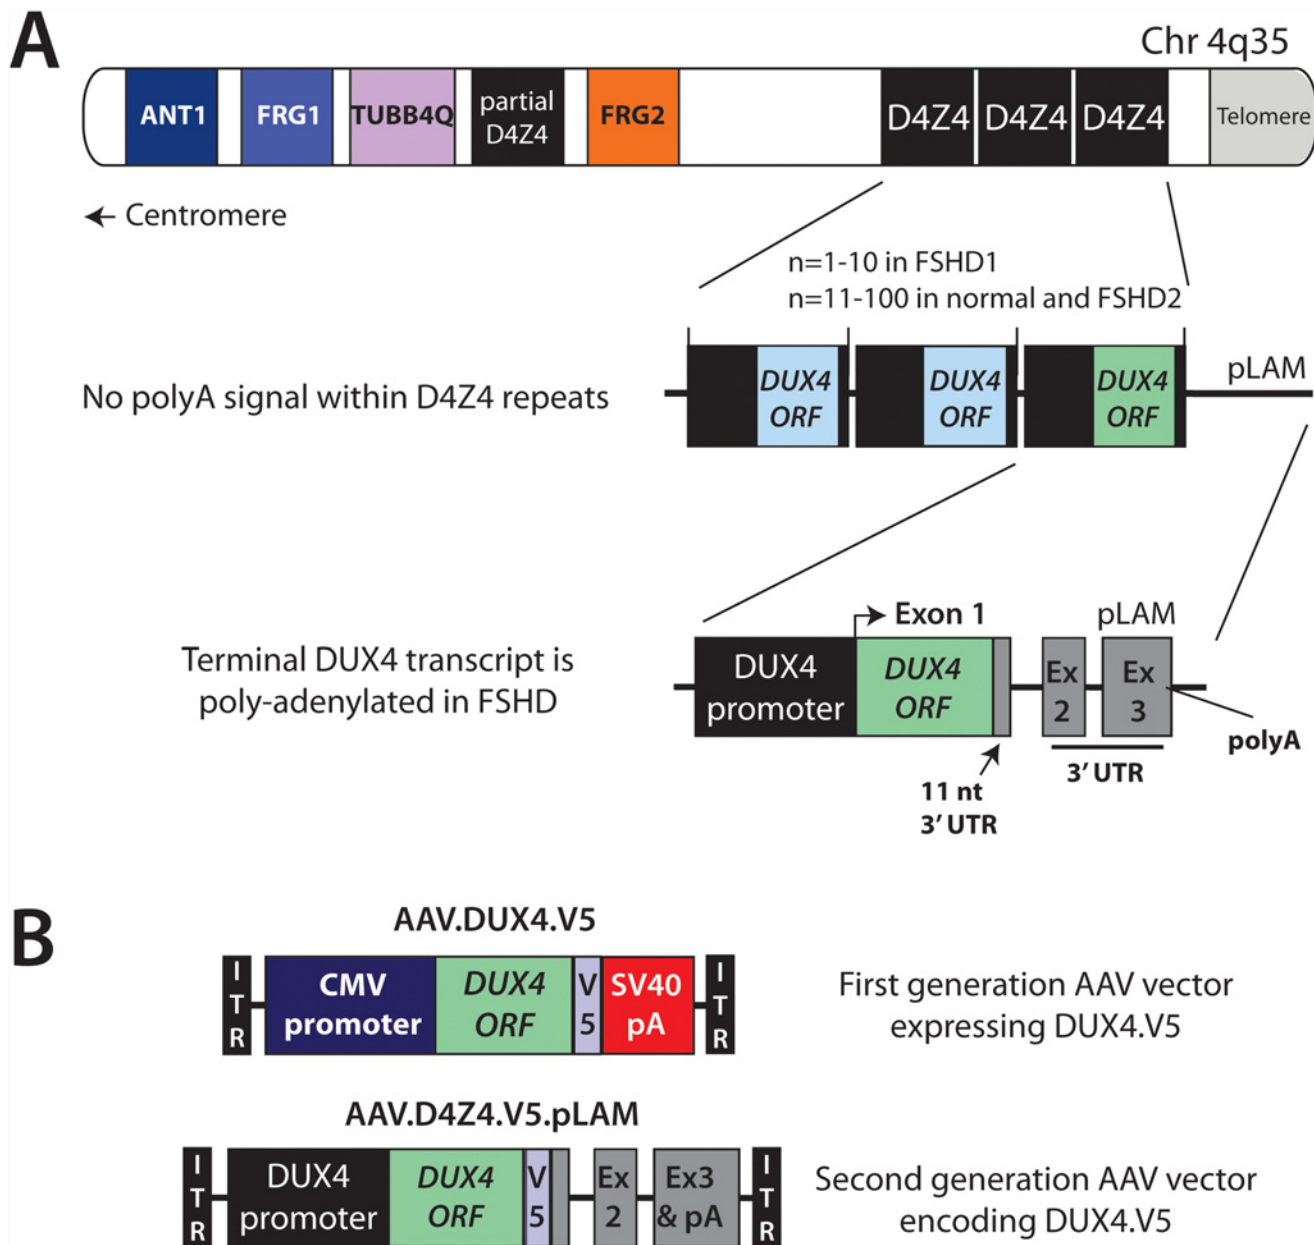 A
Chr 4q35
ANT1
FRG1
TUBB4Q
partial
D4Z4
FRG2
D4Z4
D4Z4
D4Z4
Telomere
← Centromere
n=1-10 in FSHD1
n=11-100 in normal and FSHD2
No polyA signal within D4Z4 repeats
DUX4
ORF
DUX4
ORF
DUX4
ORF
pLAM
Terminal DUX4 transcript is
poly-adenylated in FSHD
Exon 1
pLAM
DUX4
promoter
DUX4
ORF
Ex
2
Ex
3
polyA
11 nt
3′ UTR
3′ UTR
B
AAV.DUX4.V5
ITR
CMV
promoter
DUX4
ORF
V
5
SV40
pA
ITR
First generation AAV vector
expressing DUX4.V5
AAV.D4Z4.V5.pLAM
ITR
DUX4
promoter
DUX4
ORF
V
5
Ex
2
Ex3
& pA
ITR
Second generation AAV vector
encoding DUX4.V5